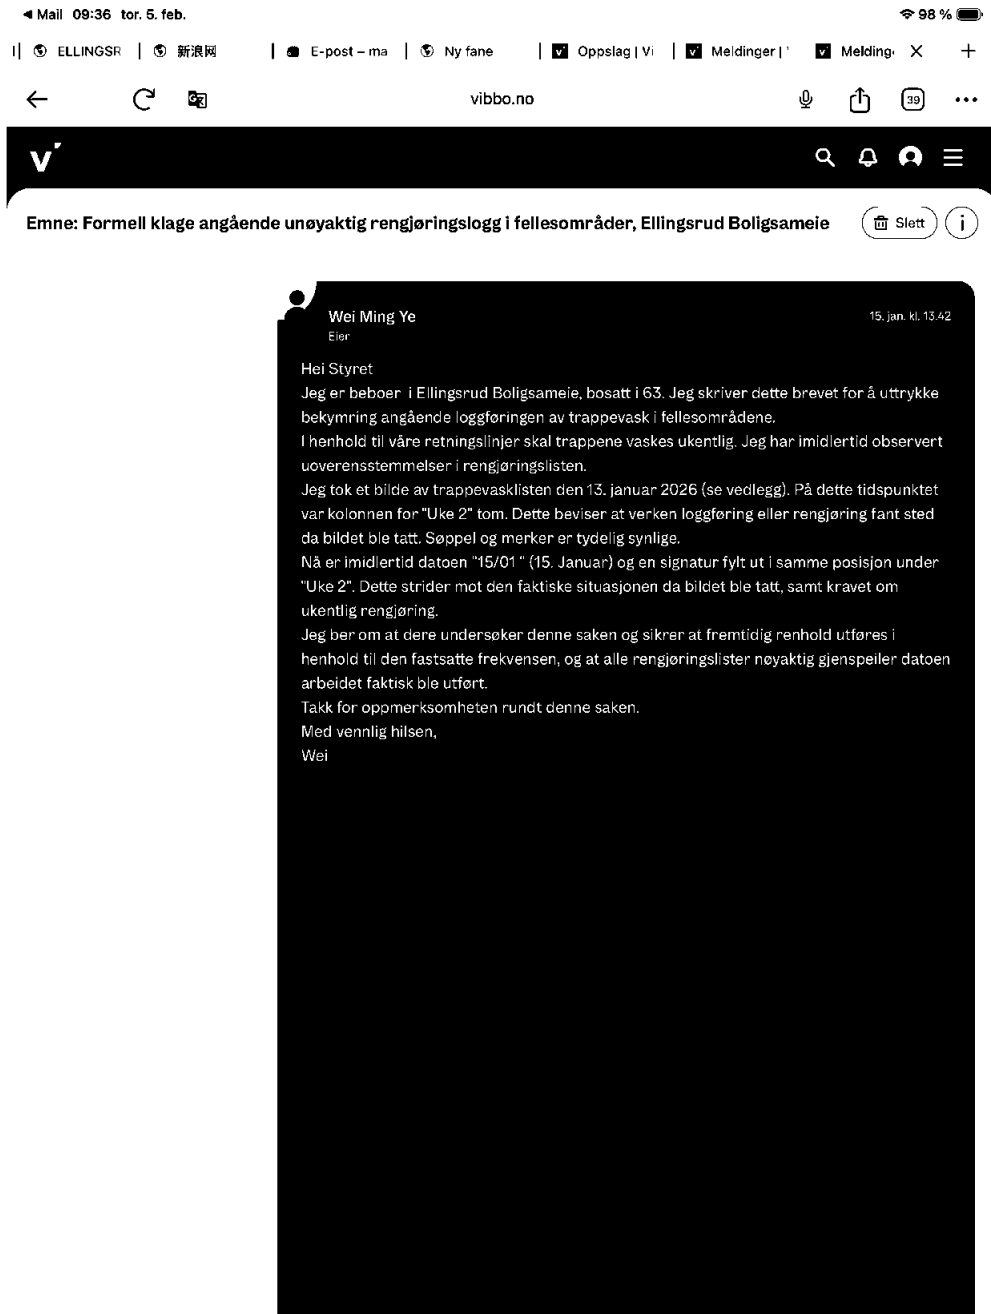 Mail 09:36 tor. 5. feb. 98 %
ELLINGSR 新浪网 E-post – ma Ny fane Oppslag | Vi Meldinger | Melding
vibbo.no 39
v
Emne: Formell klage angående unøyaktig rengjøringslogg i fellesområder, Ellingsrud Boligsameie Slett
Wei Ming Ye 15. jan. kl. 13.42
Eier
Hei Styret
Jeg er beboer i Ellingsrud Boligsameie, bosatt i 63. Jeg skriver dette brevet for å uttrykke
bekymring angående loggføringen av trappevask i fellesområdene.
I henhold til våre retningslinjer skal trappene vaskes ukentlig. Jeg har imidlertid observert
uoverensstemmelser i rengjøringslisten.
Jeg tok et bilde av trappevasklisten den 13. januar 2026 (se vedlegg). På dette tidspunktet
var kolonnen for "Uke 2" tom. Dette beviser at verken loggføring eller rengjøring fant sted
da bildet ble tatt. Søppel og merker er tydelig synlige.
Nå er imidlertid datoen "15/01 " (15. Januar) og en signatur fylt ut i samme posisjon under
"Uke 2". Dette strider mot den faktiske situasjonen da bildet ble tatt, samt kravet om
ukentlig rengjøring.
Jeg ber om at dere undersøker denne saken og sikrer at fremtidig renhold utføres i
henhold til den fastsatte frekvensen, og at alle rengjøringslister nøyaktig gjenspeiler datoen
arbeidet faktisk ble utført.
Takk for oppmerksomheten rundt denne saken.
Med vennlig hilsen,
Wei